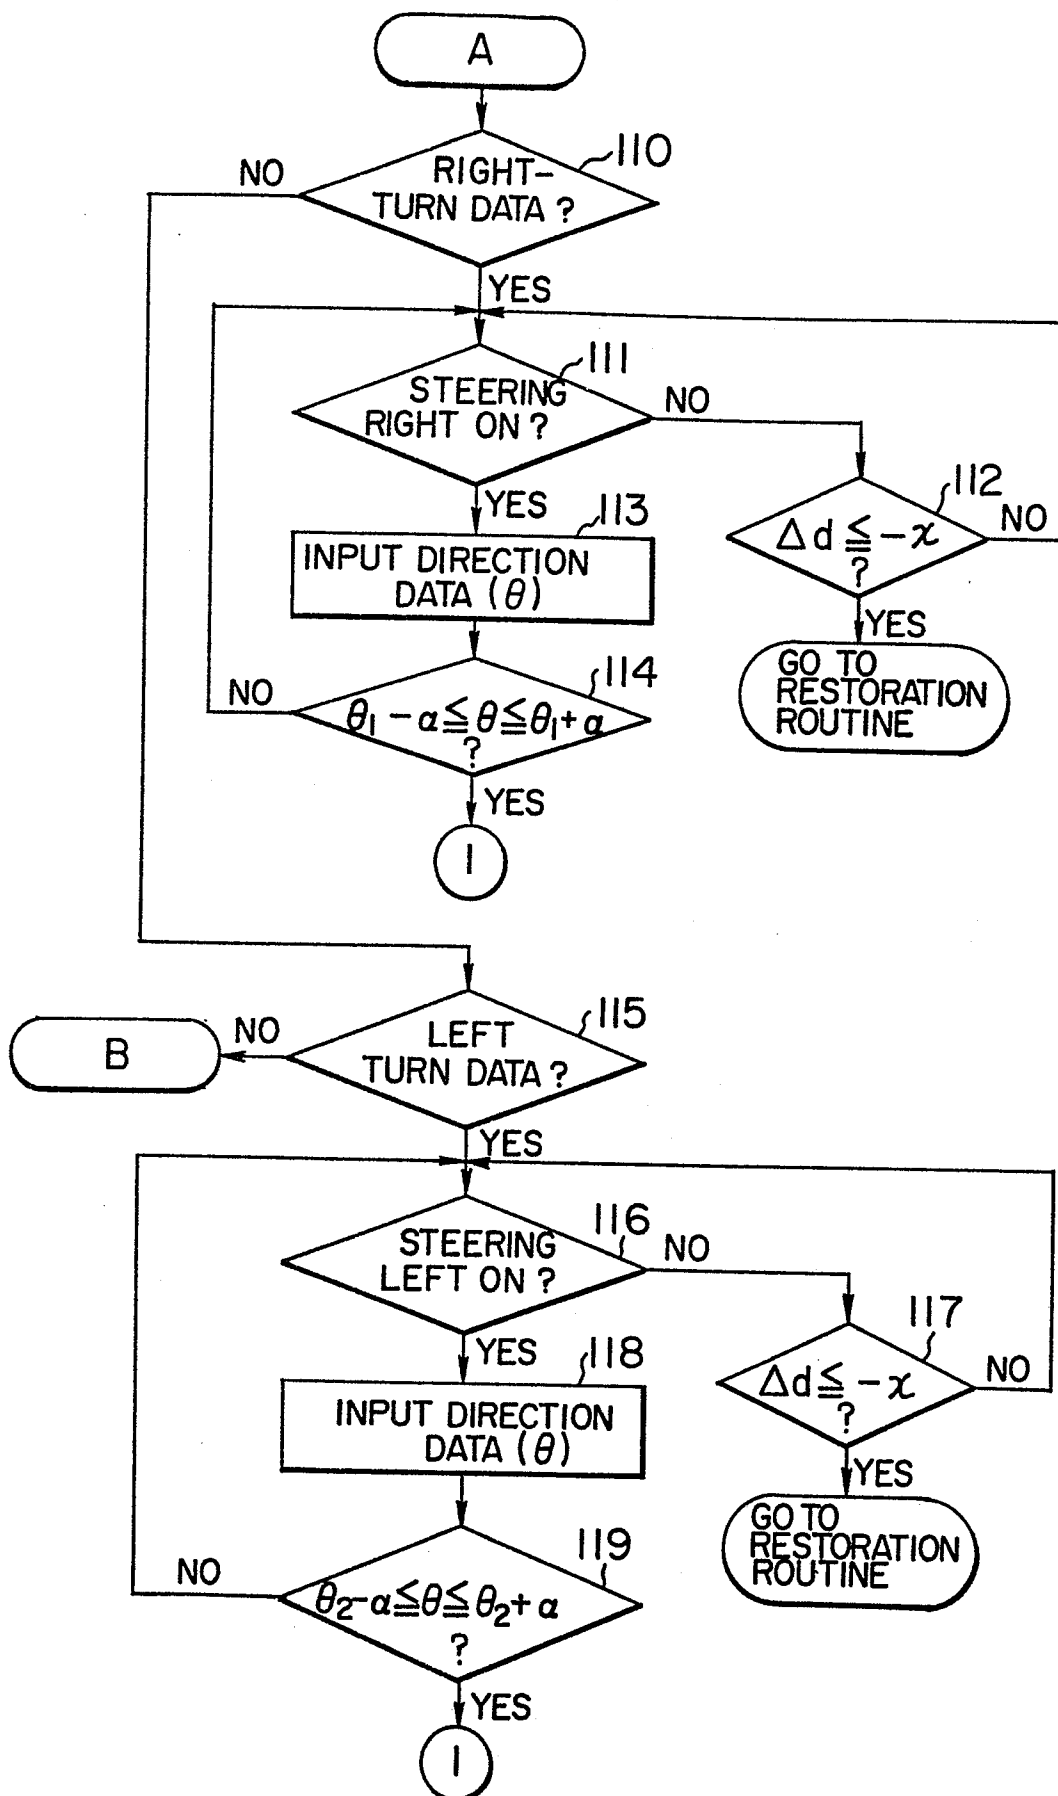 A
110
NO
RIGHT-
TURN DATA ?
YES
111
STEERING
RIGHT ON ?
NO
112
YES
Δd ≦ -x
?
NO
113
INPUT DIRECTION
DATA (θ)
YES
GO TO
RESTORATION
ROUTINE
114
NO
θ1 - α ≦ θ ≦ θ1 + α
?
YES
1
115
NO
B
LEFT
TURN DATA ?
YES
116
STEERING
LEFT ON ?
NO
117
YES
118
Δd ≦ -x
?
NO
INPUT DIRECTION
DATA (θ)
YES
GO TO
RESTORATION
ROUTINE
119
NO
θ2 - α ≦ θ ≦ θ2 + α
?
YES
1